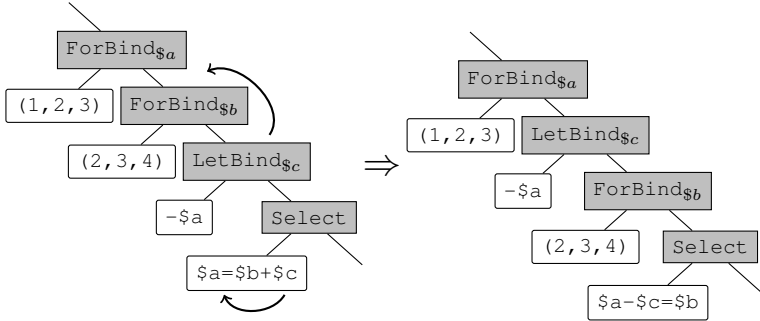 ForBind$a
(1,2,3)
ForBind$b
(2,3,4)
LetBind$c
-$a
Select
$a=$b+$c
⇒
ForBind$a
(1,2,3)
LetBind$c
-$a
ForBind$b
(2,3,4)
Select
$a-$c=$b